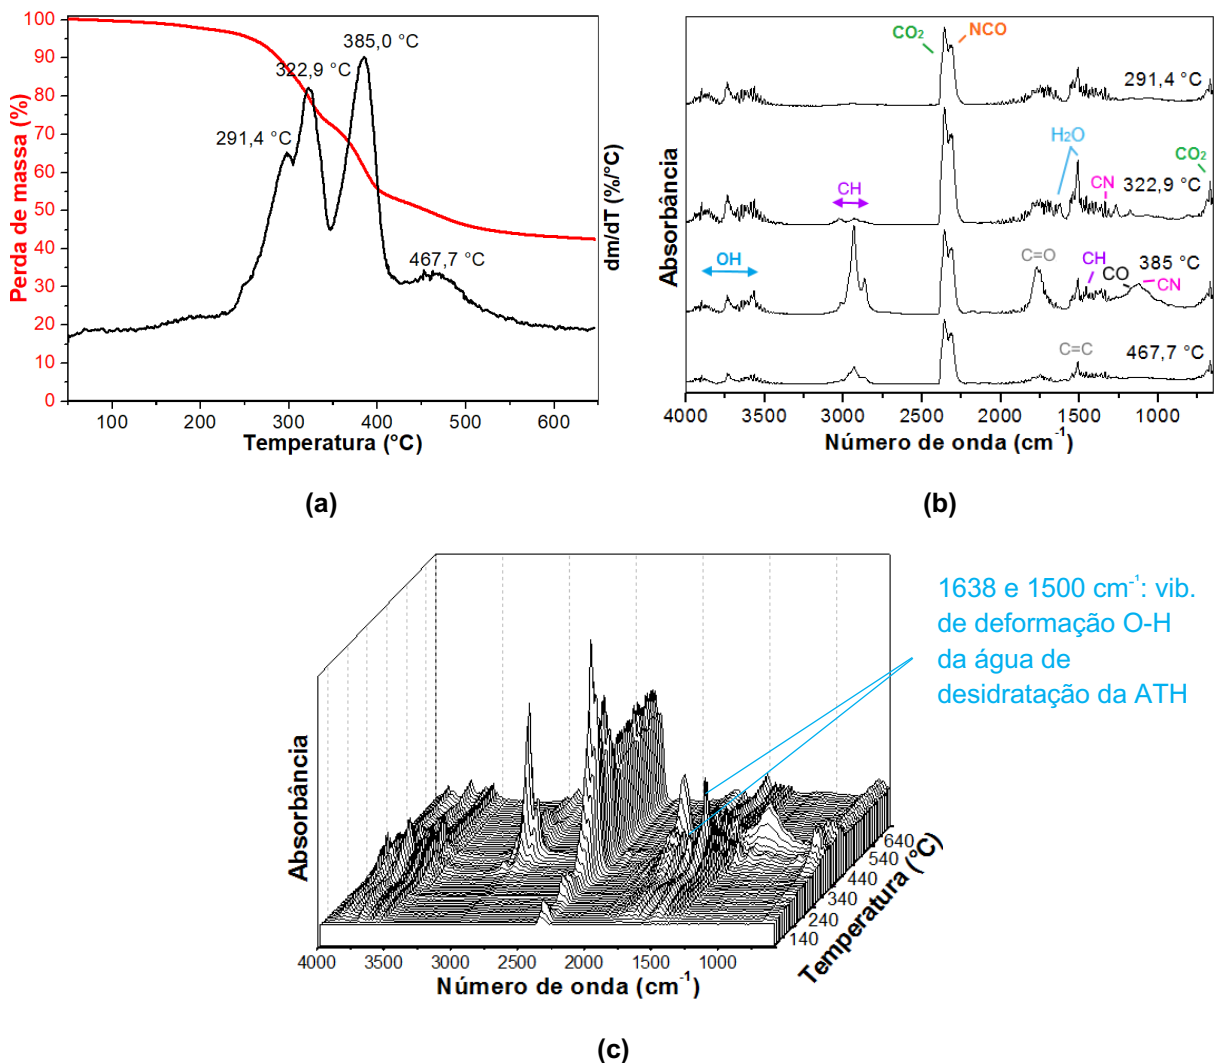 100
90
80
70
60
50
40
30
20
10
0
Perda de massa (%)
385,0 °C
322,9 °C
291,4 °C
467,7 °C
dm/dT (%/°C)
100 200 300 400 500 600
Temperatura (°C)
(a)
Absorbância
CO₂
NCO
291,4 °C
H₂O
CO₂
CN
322,9 °C
CH
OH
C=O
CH
CO
385 °C
CN
C=C
467,7 °C
4000 3500 3000 2500 2000 1500 1000
Número de onda (cm⁻¹)
(b)
1638 e 1500 cm⁻¹: vib.
de deformação O-H
da água de
desidratação da ATH
Absorbância
640
540
440
340
240
140
Temperatura (°C)
4000 3500 3000 2500 2000 1500 1000
Número de onda (cm⁻¹)
(c)